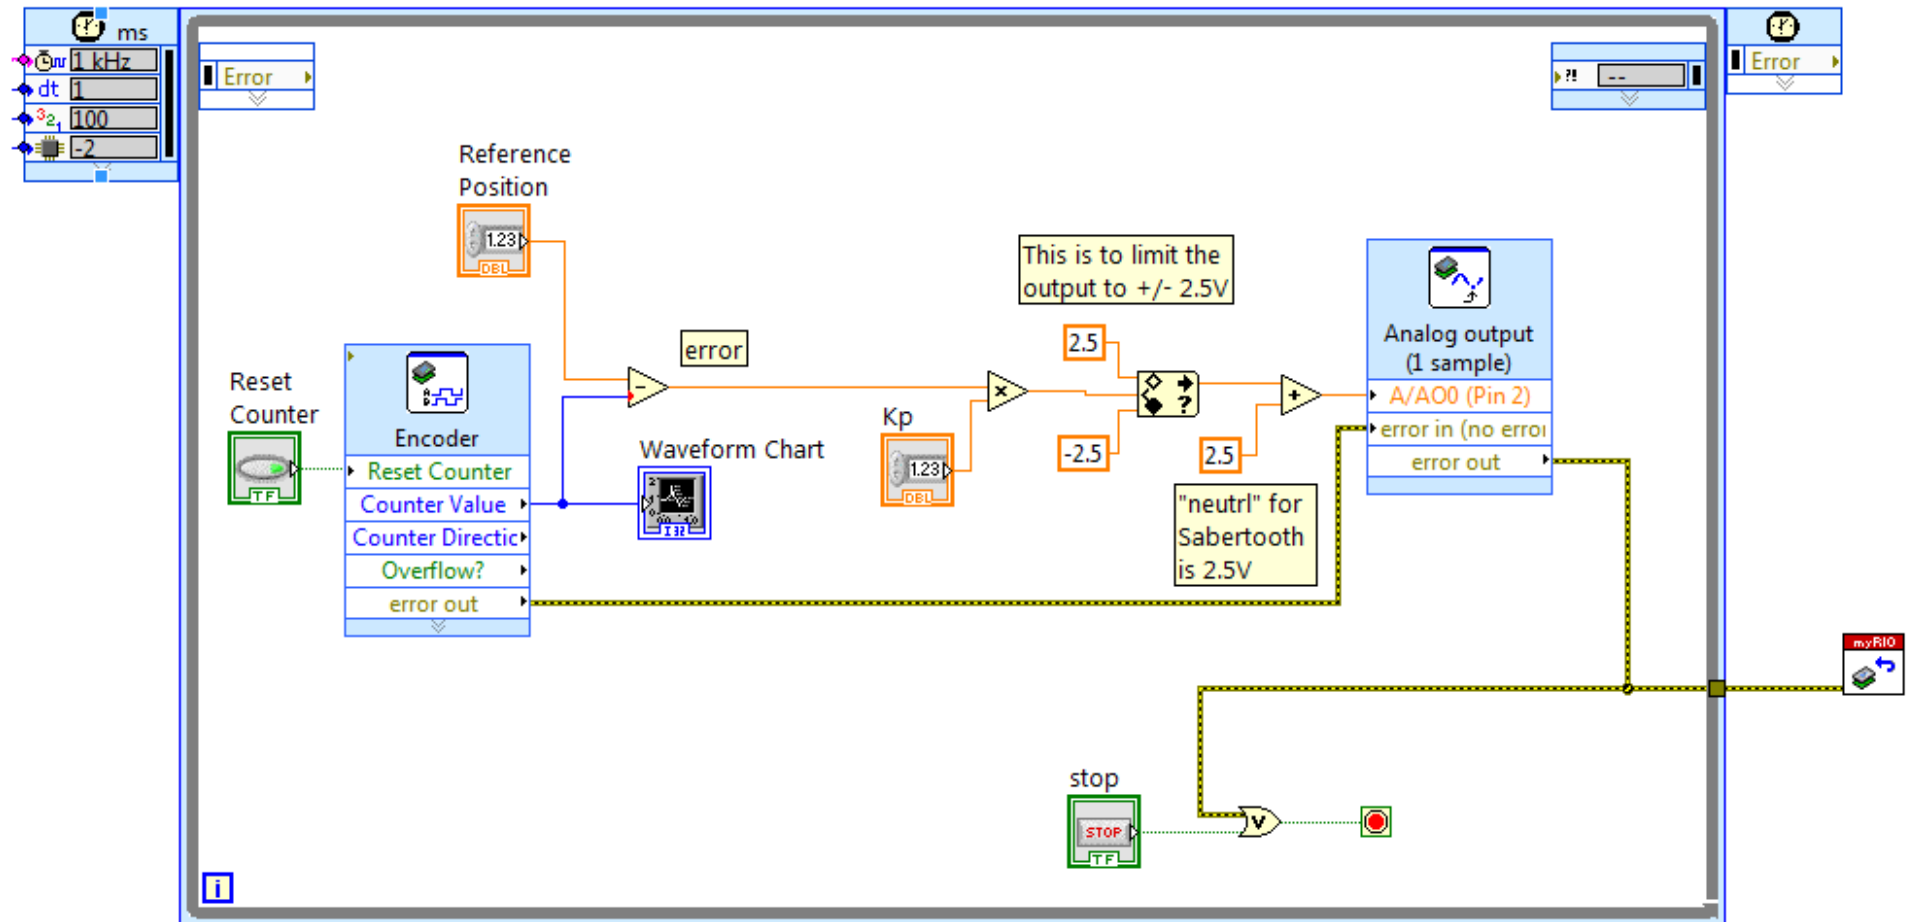 ms
1 kHz
dt 1
100
-2
Error
--
Error
Reference
Position
1.23
DBL
This is to limit the
output to +/- 2.5V
2.5
-2.5
error
Analog output
(1 sample)
A/AO0 (Pin 2)
error in (no error
error out
Reset
Counter
TF
Encoder
Reset Counter
Counter Value
Counter Directic
Overflow?
error out
Waveform Chart
I32
Kp
1.23
DBL
2.5
"neutrl" for
Sabertooth
is 2.5V
myRIO
stop
STOP
TF
i